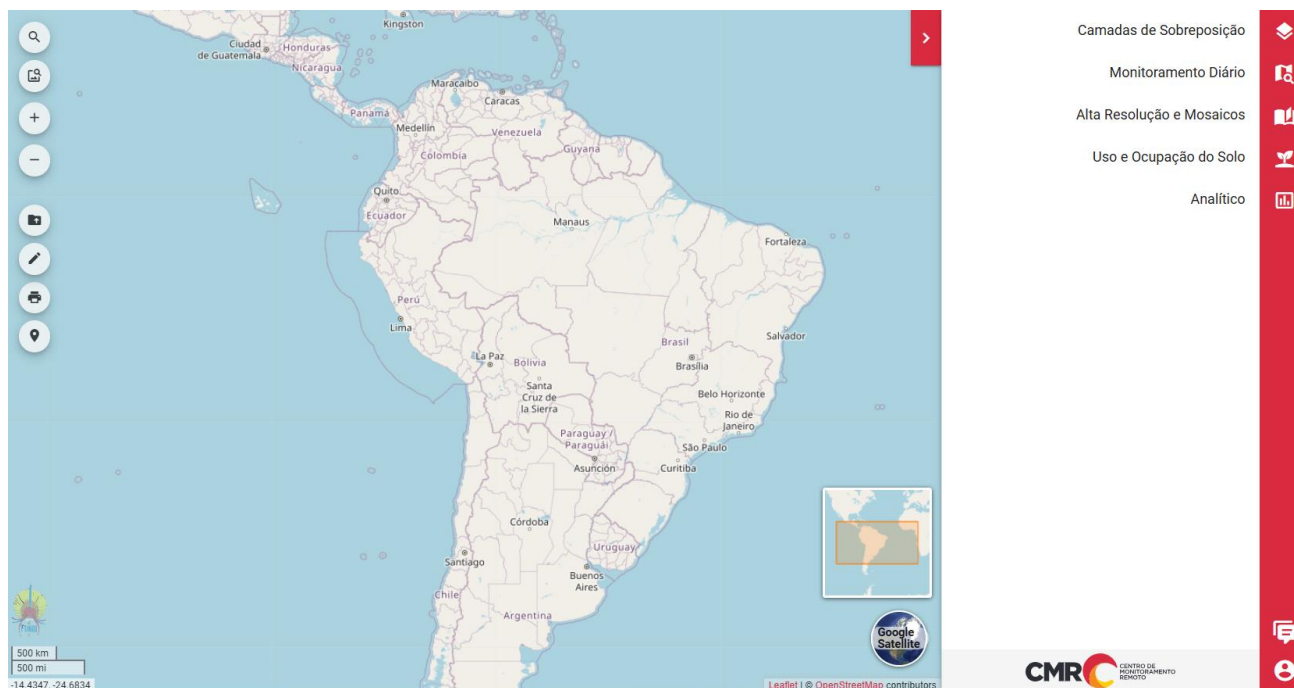 Kingston
Ciudad
de Guatemala
Honduras
Nicaragua
Maracaibo
Caracas
Panamá
Medellín
Venezuela
Colombia
Guyana
Quito
Ecuador
Manaus
Fortaleza
Perú
Lima
Salvador
Brasil
La Paz
Bolivia
Brasília
Santa
Cruz de
la Sierra
Belo Horizonte
Rio de
Janeiro
Paraguay /
Paraguái
São Paulo
Asunción
Curitiba
Córdoba
Uruguay
Santiago
Buenos
Aires
Chile
Argentina
Google
Satellite
500 km
500 mi
-14.4347, -24.6834
Leaflet | © OpenStreetMap contributors
Camadas de Sobreposição
Monitoramento Diário
Alta Resolução e Mosaicos
Uso e Ocupação do Solo
Analítico
CMR
CENTRO DE
MONITORAMENTO
REMOTO